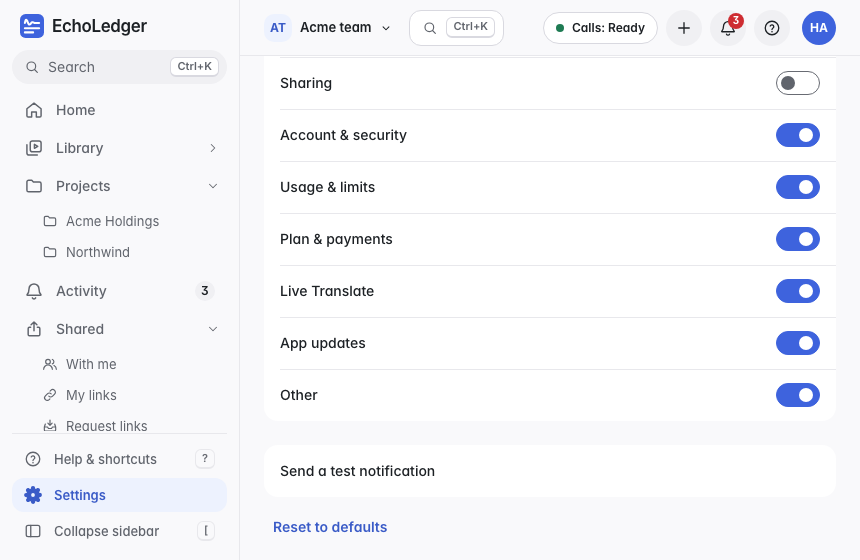 EchoLedger
Search Ctrl+K
Home
Library
Projects
Acme Holdings
Northwind
Activity 3
Shared
With me
My links
Request links
Help & shortcuts ?
Settings
Collapse sidebar [
AT Acme team Ctrl+K Calls: Ready 3 HA
Sharing
Account & security
Usage & limits
Plan & payments
Live Translate
App updates
Other
Send a test notification
Reset to defaults